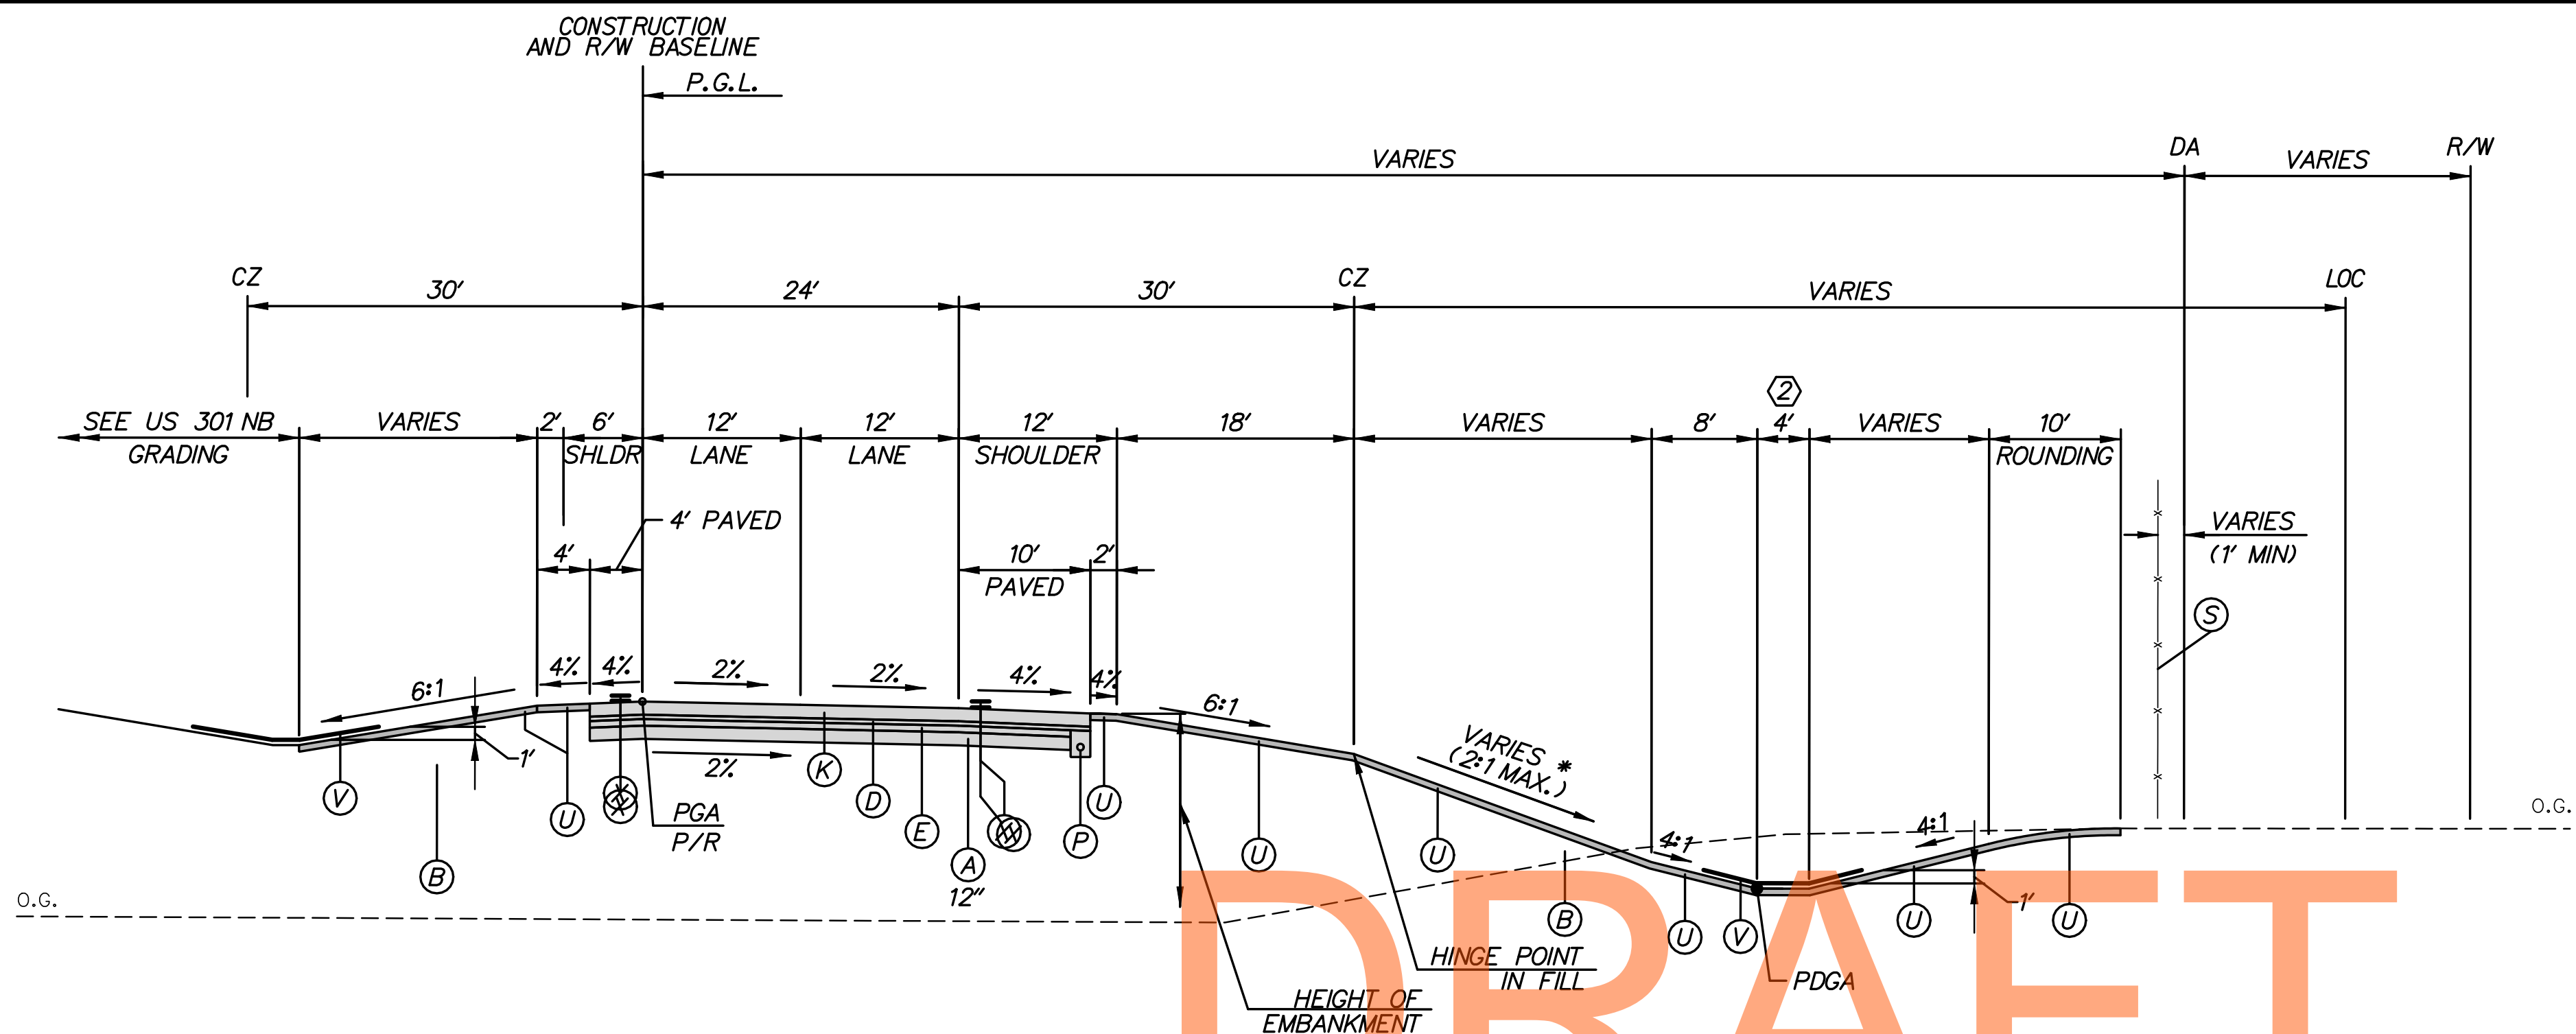 CONSTRUCTION
AND R/W BASELINE
P.G.L.
VARIES
DA
VARIES
R/W
CZ
30'
24'
30'
CZ
VARIES
LOC
2
SEE US 301 NB
GRADING
VARIES
2'
6'
SHLDR
12'
LANE
12'
LANE
12'
SHOULDER
18'
VARIES
8'
4'
VARIES
10'
ROUNDING
4' PAVED
4'
10'
PAVED
2'
VARIES
(1' MIN)
S
6:1
4%
4%
2%
2%
4%
4%
6:1
VARIES *
(2:1 MAX.)
4:1
4:1
1'
2%
V
B
U
X
PGA
P/R
K
D
E
A
12"
P
U
U
U
B
U
V
U
U
1'
O.G.
O.G.
HINGE POINT
IN FILL
HEIGHT OF
EMBANKMENT
PDGA
DRAFT